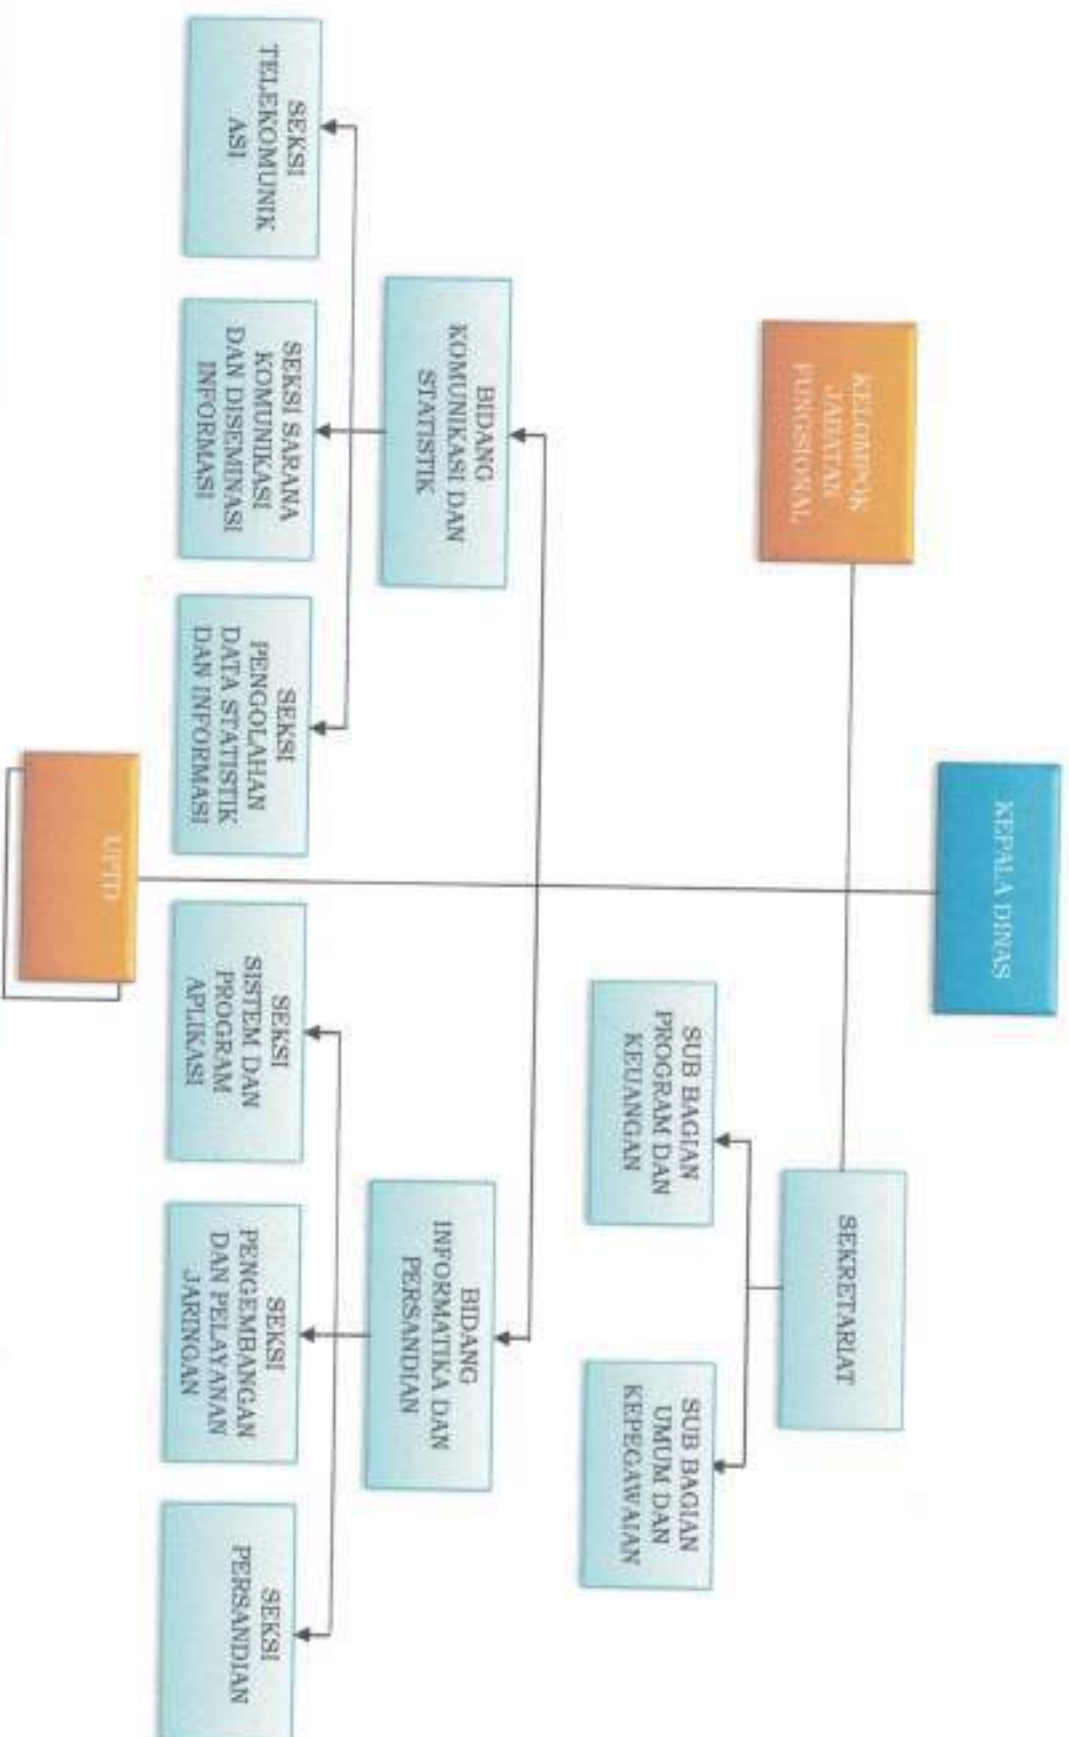 KEPALA DINAS
KELOMPOK
JABATAN
FUNGSIONAL
SEKRETARIAT
SUB BAGIAN
PROGRAM DAN
KEUANGAN
SUB BAGIAN
UMUM DAN
KEPEGAWAIAN
BIDANG
KOMUNIKASI DAN
STATISTIK
BIDANG
INFORMATIKA DAN
PERSANDIAN
SEKSI
TELEKOMUNIK
ASI
SEKSI SARANA
KOMUNIKASI
DAN DISEMINASI
INFORMASI
SEKSI
PENGOLAHAN
DATA STATISTIK
DAN INFORMASI
SEKSI
SISTEM DAN
PROGRAM
APLIKASI
SEKSI
PENGEMBANGAN
DAN PELAYANAN
JARINGAN
SEKSI
PERSANDIAN
UPTD